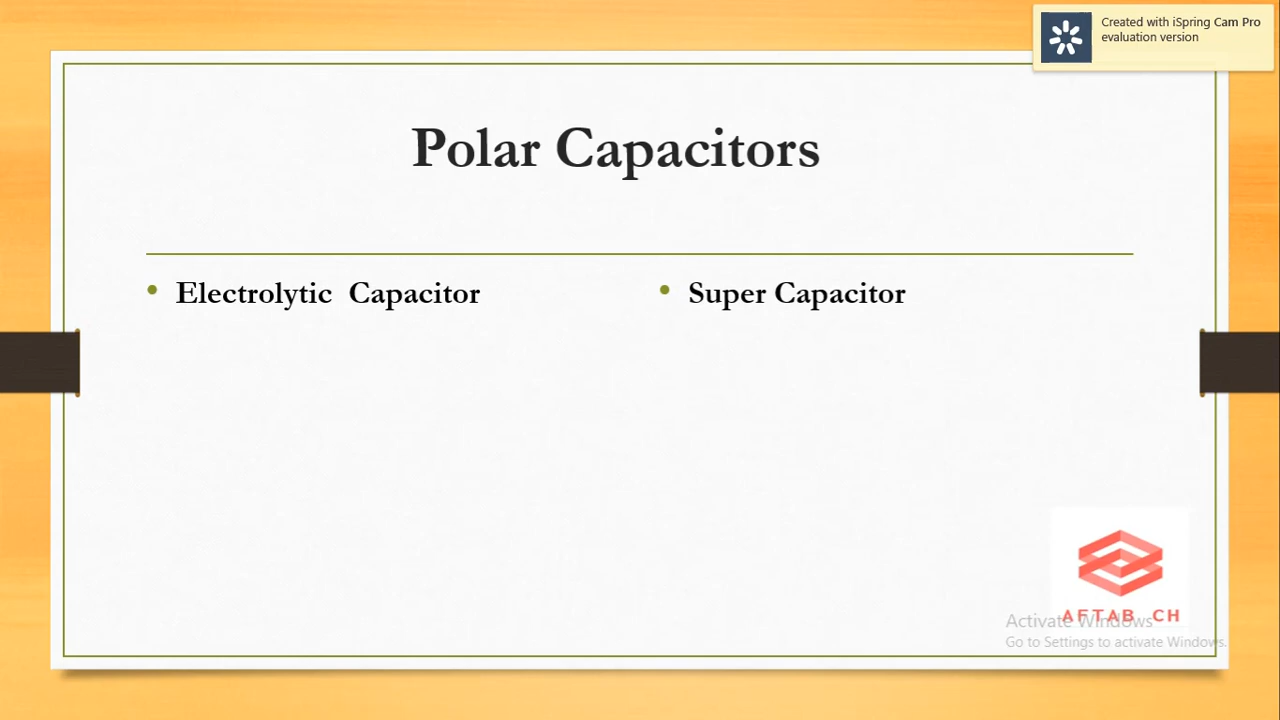 Created with iSpring Cam Pro
evaluation version
Polar Capacitors
• Electrolytic  Capacitor
• Super Capacitor
AFTAB CH
Activate Windows
Go to Settings to activate Windows.